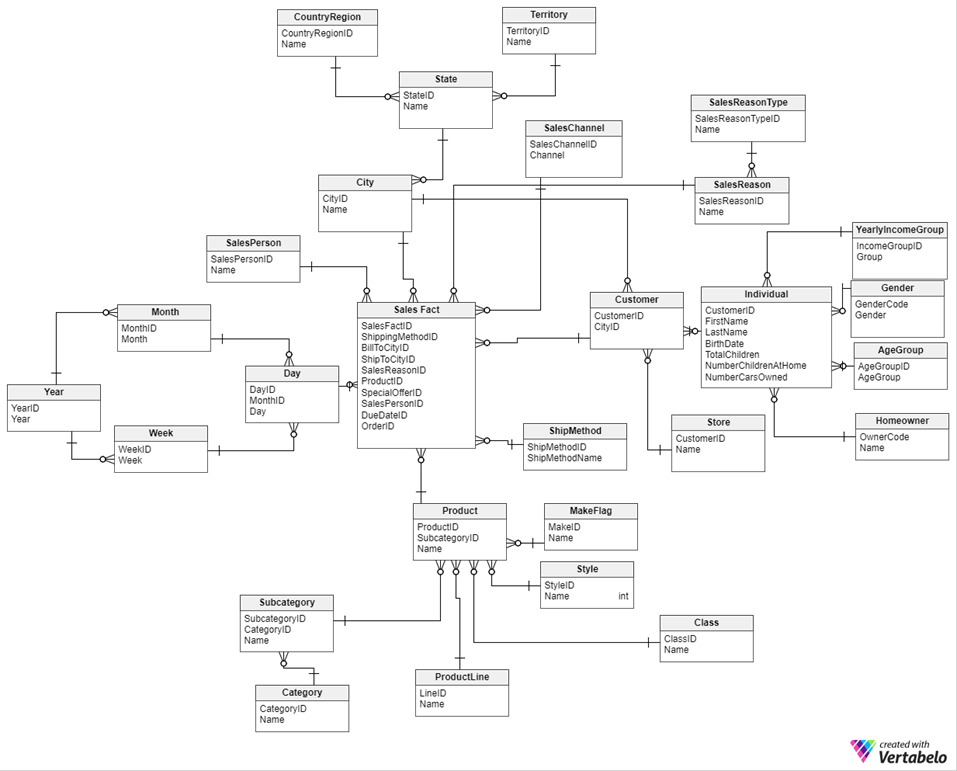 CountryRegion
CountryRegionID
Name
Territory
TerritoryID
Name
State
StateID
Name
SalesReasonType
SalesReasonTypeID
Name
SalesChannel
SalesChannelID
Channel
City
CityID
Name
SalesReason
SalesReasonID
Name
YearlyIncomeGroup
IncomeGroupID
Group
SalesPerson
SalesPersonID
Name
Gender
GenderCode
Gender
Customer
CustomerID
CityID
Individual
CustomerID
FirstName
LastName
BirthDate
TotalChildren
NumberChildrenAtHome
NumberCarsOwned
Sales Fact
SalesFactID
ShippingMethodID
BillToCityID
ShipToCityID
SalesReasonID
ProductID
SpecialOfferID
SalesPersonID
DueDateID
OrderID
Month
MonthID
Month
AgeGroup
AgeGroupID
AgeGroup
Day
DayID
MonthID
Day
Year
YearID
Year
Week
WeekID
Week
Store
CustomerID
Name
Homeowner
OwnerCode
Name
ShipMethod
ShipMethodID
ShipMethodName
Product
ProductID
SubcategoryID
Name
MakeFlag
MakeID
Name
Style
StyleID
Name int
Subcategory
SubcategoryID
CategoryID
Name
Class
ClassID
Name
ProductLine
LineID
Name
Category
CategoryID
Name
created with
Vertabelo